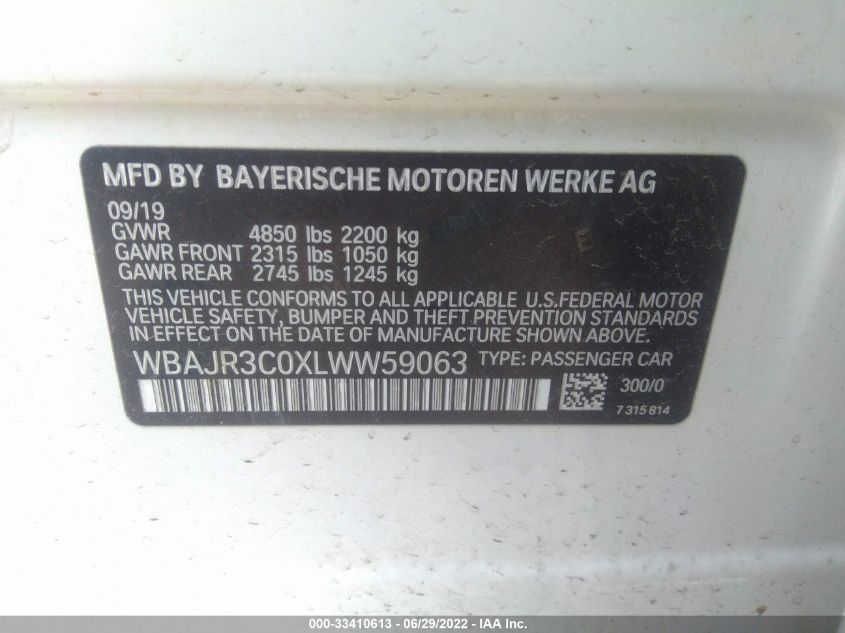 MFD BY BAYERISCHE MOTOREN WERKE AG
09/19
GVWR 4850 lbs 2200 kg
GAWR FRONT 2315 lbs 1050 kg
GAWR REAR 2745 lbs 1245 kg
THIS VEHICLE CONFORMS TO ALL APPLICABLE U.S.FEDERAL MOTOR
VEHICLE SAFETY, BUMPER AND THEFT PREVENTION STANDARDS
IN EFFECT ON THE DATE OF MANUFACTURE SHOWN ABOVE.
WBAJR3C0XLWW59063 TYPE: PASSENGER CAR
300/0
7 315 814
000-33410613 - 06/29/2022 - IAA Inc.